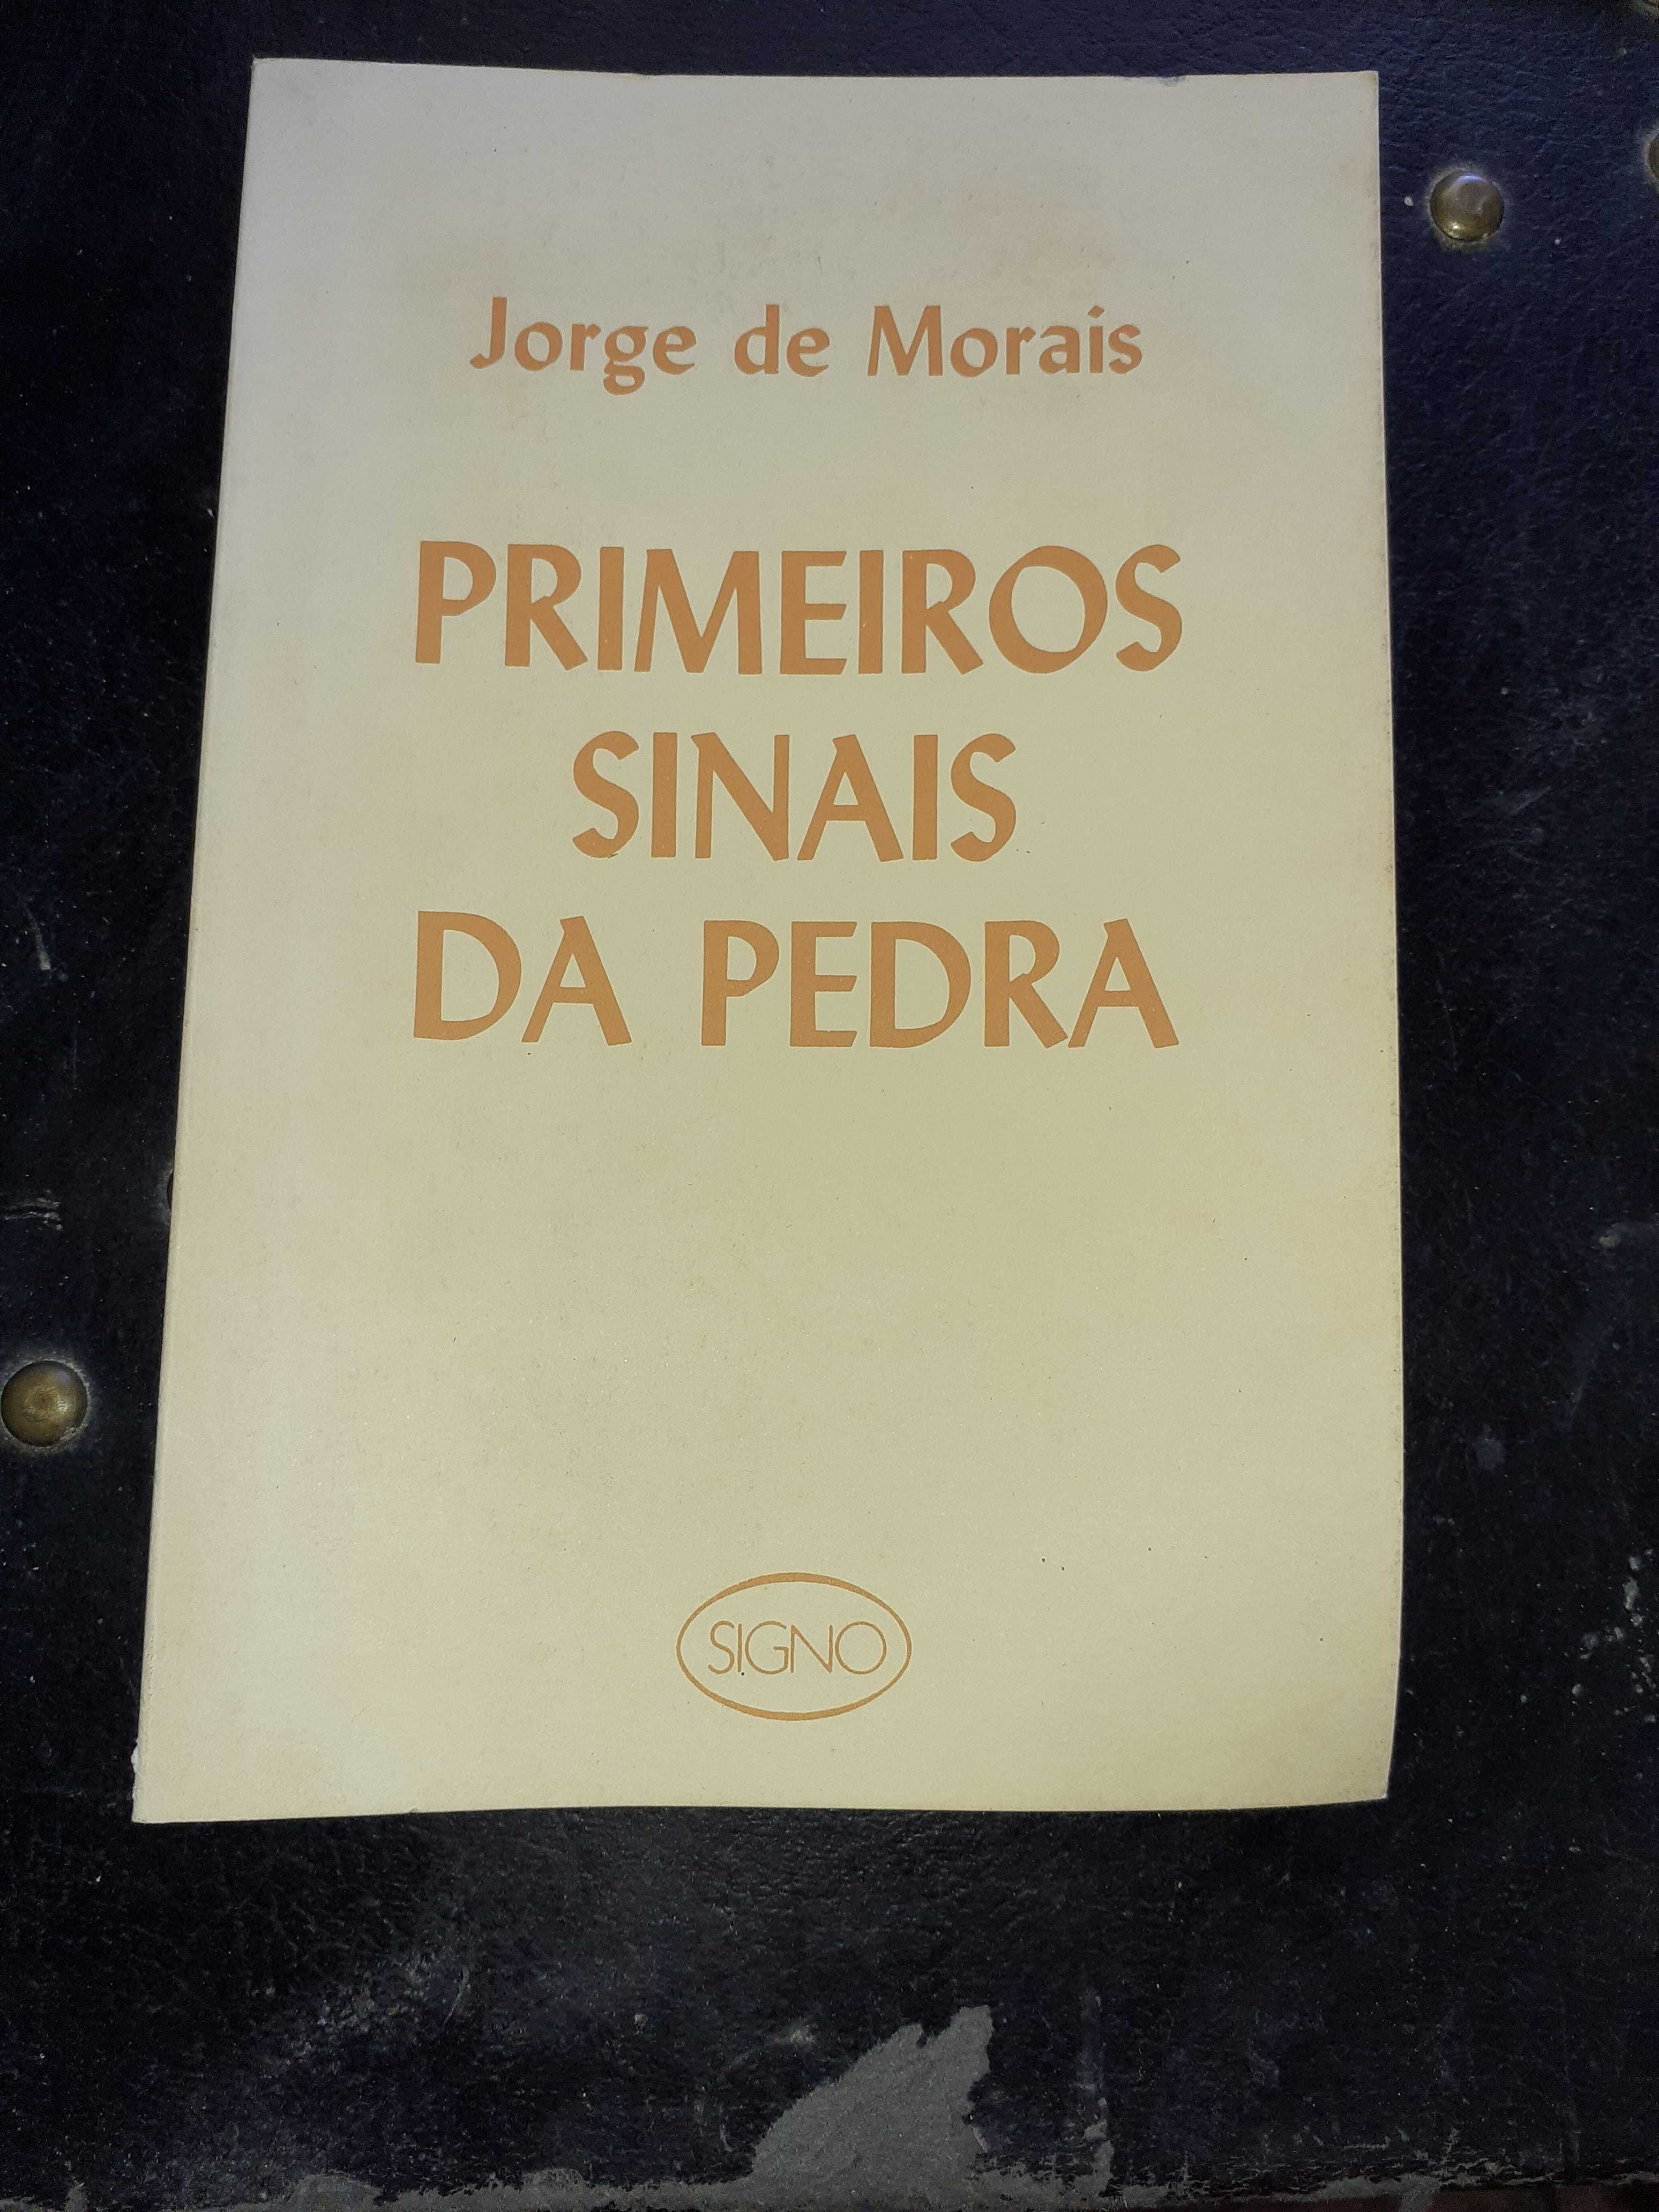 Jorge de Morais
PRIMEIROS
SINAIS
DA PEDRA
SIGNO